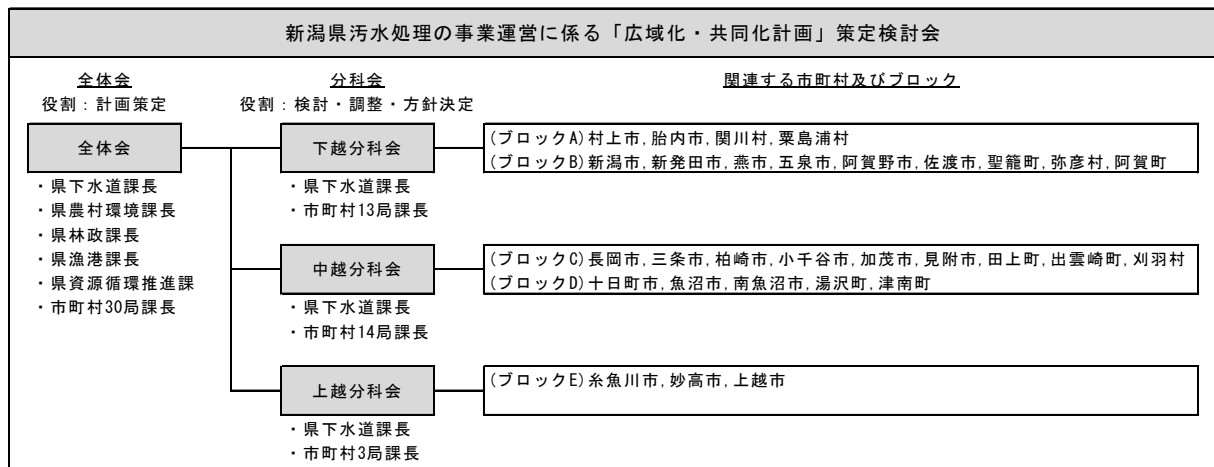 新潟県汚水処理の事業運営に係る「広域化・共同化計画」策定検討会
全体会
役割：計画策定
分科会
役割：検討・調整・方針決定
関連する市町村及びブロック
全体会
・県下水道課長
・県農村環境課長
・県林政課長
・県漁港課長
・県資源循環推進課
・市町村30局課長
下越分科会
・県下水道課長
・市町村13局課長
(ブロックA)村上市,胎内市,関川村,粟島浦村
(ブロックB)新潟市,新発田市,燕市,五泉市,阿賀野市,佐渡市,聖籠町,弥彦村,阿賀町
中越分科会
・県下水道課長
・市町村14局課長
(ブロックC)長岡市,三条市,柏崎市,小千谷市,加茂市,見附市,田上町,出雲崎町,刈羽村
(ブロックD)十日町市,魚沼市,南魚沼市,湯沢町,津南町
上越分科会
・県下水道課長
・市町村3局課長
(ブロックE)糸魚川市,妙高市,上越市